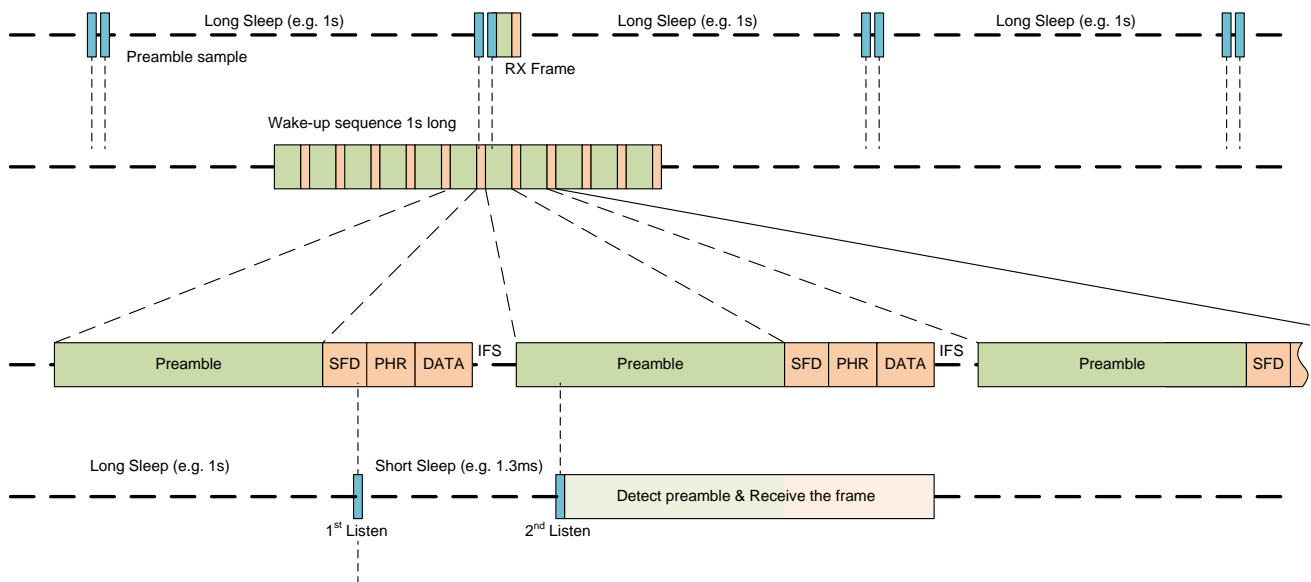 Long Sleep (e.g. 1s)
Long Sleep (e.g. 1s)
Long Sleep (e.g. 1s)
Preamble sample
RX Frame
Wake-up sequence 1s long
Preamble
SFD
PHR
DATA
IFS
Preamble
SFD
PHR
DATA
IFS
Preamble
SFD
Long Sleep (e.g. 1s)
Short Sleep (e.g. 1.3ms)
Detect preamble & Receive the frame
1st Listen
2nd Listen